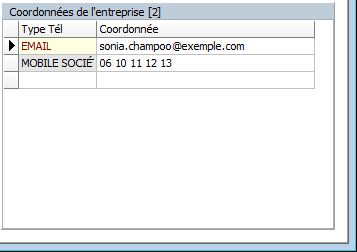 Coordonnées de l'entreprise [2]
Type Tél Coordonnée
EMAIL sonia.champoo@exemple.com
MOBILE SOCIÉ 06 10 11 12 13